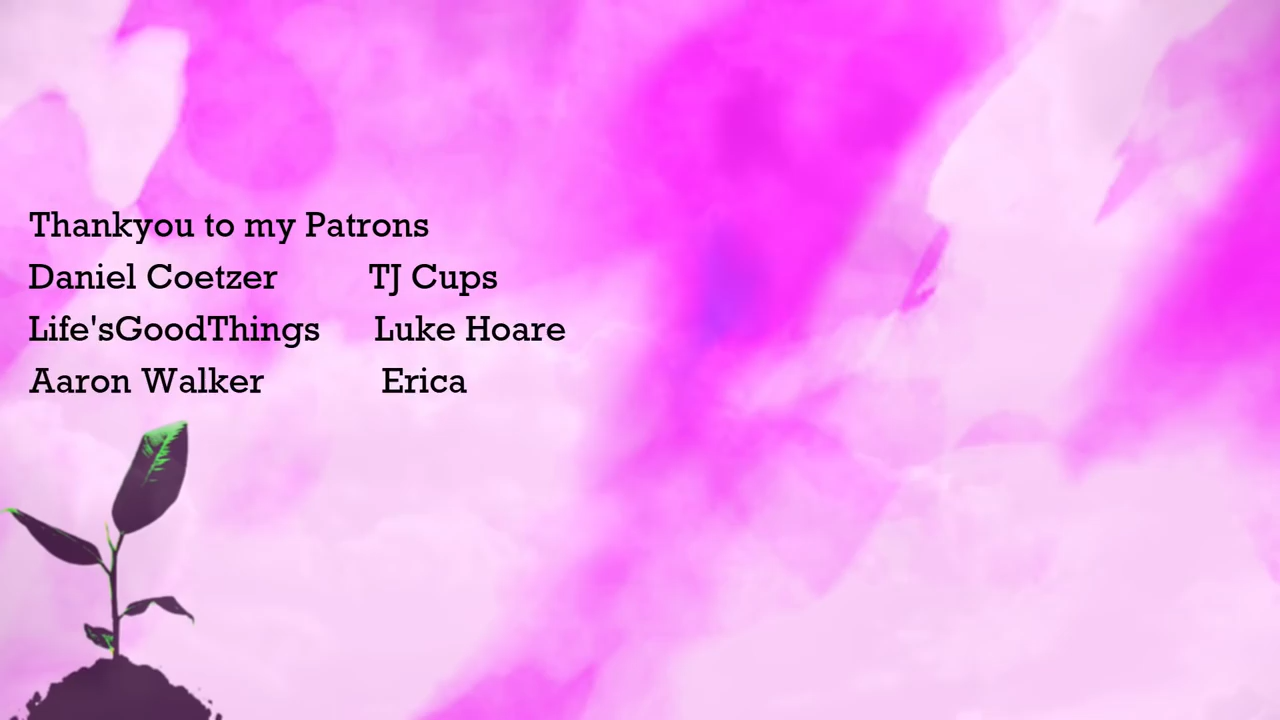 Thankyou to my Patrons
Daniel Coetzer TJ Cups
Life'sGoodThings Luke Hoare
Aaron Walker Erica